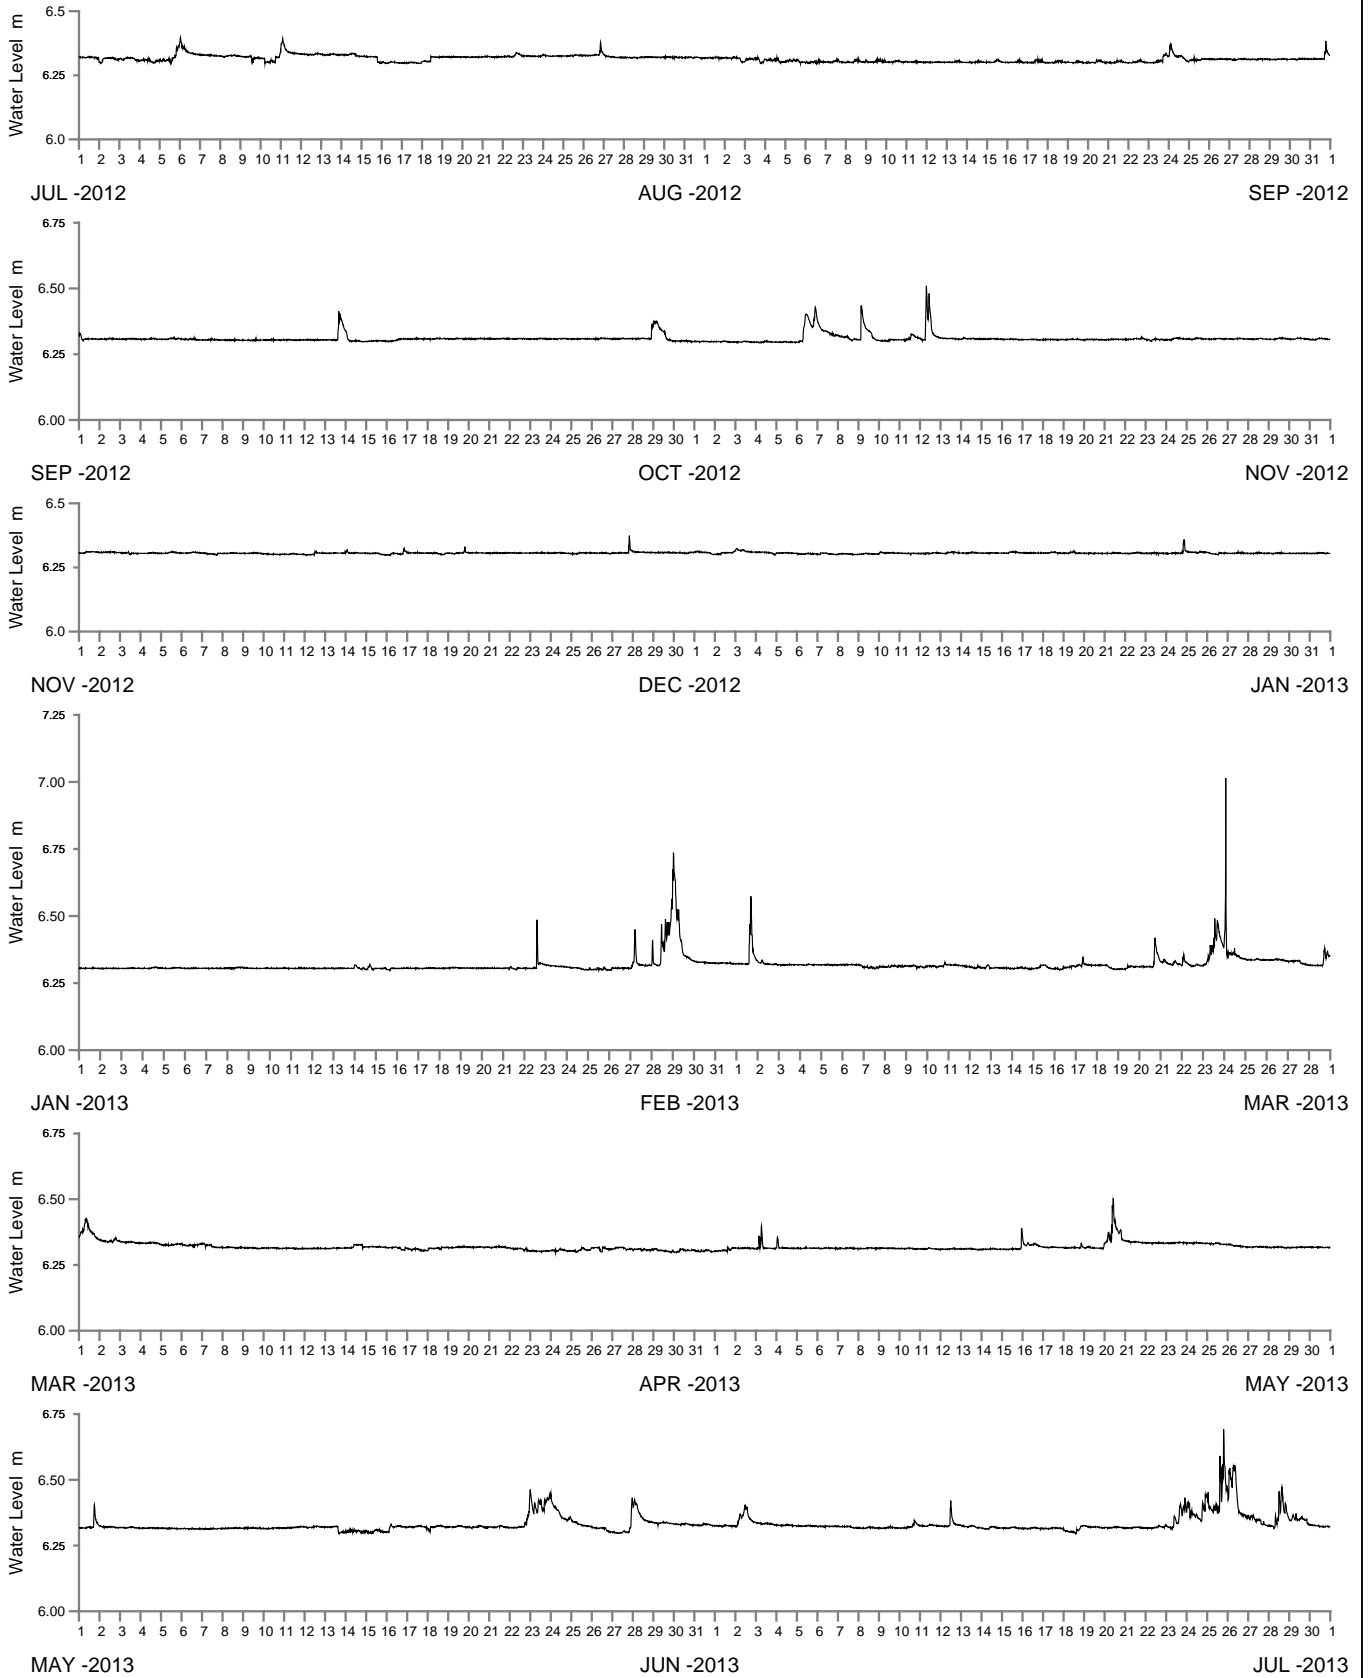 6.5
6.25
6.0
Water Level m
1 2 3 4 5 6 7 8 9 10 11 12 13 14 15 16 17 18 19 20 21 22 23 24 25 26 27 28 29 30 31 1 2 3 4 5 6 7 8 9 10 11 12 13 14 15 16 17 18 19 20 21 22 23 24 25 26 27 28 29 30 31 1
JUL -2012 AUG -2012 SEP -2012
6.75
6.50
6.25
6.00
Water Level m
1 2 3 4 5 6 7 8 9 10 11 12 13 14 15 16 17 18 19 20 21 22 23 24 25 26 27 28 29 30 1 2 3 4 5 6 7 8 9 10 11 12 13 14 15 16 17 18 19 20 21 22 23 24 25 26 27 28 29 30 31 1
SEP -2012 OCT -2012 NOV -2012
6.5
6.25
6.0
Water Level m
1 2 3 4 5 6 7 8 9 10 11 12 13 14 15 16 17 18 19 20 21 22 23 24 25 26 27 28 29 30 1 2 3 4 5 6 7 8 9 10 11 12 13 14 15 16 17 18 19 20 21 22 23 24 25 26 27 28 29 30 31 1
NOV -2012 DEC -2012 JAN -2013
7.25
7.00
6.75
6.50
6.25
6.00
Water Level m
1 2 3 4 5 6 7 8 9 10 11 12 13 14 15 16 17 18 19 20 21 22 23 24 25 26 27 28 29 30 31 1 2 3 4 5 6 7 8 9 10 11 12 13 14 15 16 17 18 19 20 21 22 23 24 25 26 27 28 1
JAN -2013 FEB -2013 MAR -2013
6.75
6.50
6.25
6.00
Water Level m
1 2 3 4 5 6 7 8 9 10 11 12 13 14 15 16 17 18 19 20 21 22 23 24 25 26 27 28 29 30 31 1 2 3 4 5 6 7 8 9 10 11 12 13 14 15 16 17 18 19 20 21 22 23 24 25 26 27 28 29 30 1
MAR -2013 APR -2013 MAY -2013
6.75
6.50
6.25
6.00
Water Level m
1 2 3 4 5 6 7 8 9 10 11 12 13 14 15 16 17 18 19 20 21 22 23 24 25 26 27 28 29 30 31 1 2 3 4 5 6 7 8 9 10 11 12 13 14 15 16 17 18 19 20 21 22 23 24 25 26 27 28 29 30 1
MAY -2013 JUN -2013 JUL -2013